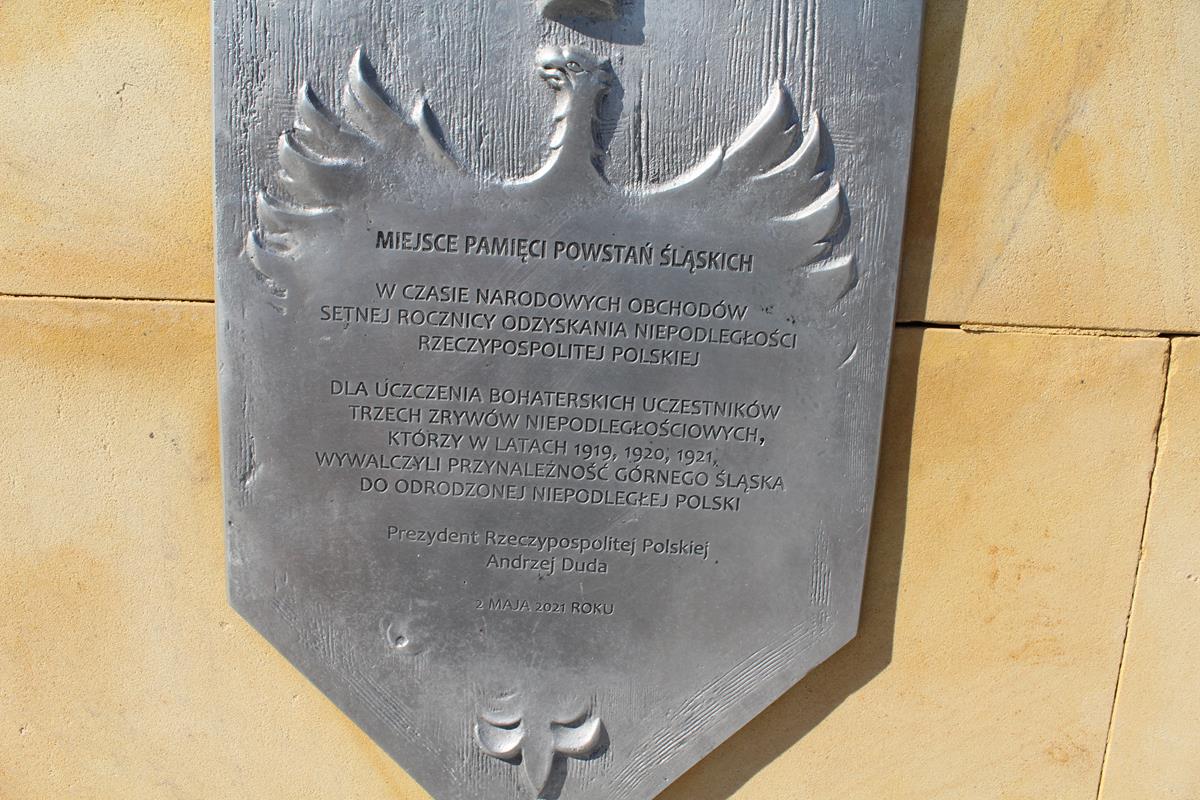 MIEJSCE PAMIĘCI POWSTAŃ ŚLĄSKICH
W CZASIE NARODOWYCH OBCHODÓW
SETNEJ ROCZNICY ODZYSKANIA NIEPODLEGŁOŚCI
RZECZYPOSPOLITEJ POLSKIEJ
DLA UCZCZENIA BOHATERSKICH UCZESTNIKÓW
TRZECH ZRYWÓW NIEPODLEGŁOŚCIOWYCH,
KTÓRZY W LATACH 1919, 1920, 1921,
WYWALCZYLI PRZYNALEŻNOŚĆ GÓRNEGO ŚLĄSKA
DO ODRODZONEJ NIEPODLEGŁEJ POLSKI
Prezydent Rzeczypospolitej Polskiej
Andrzej Duda
2 MAJA 2021 ROKU